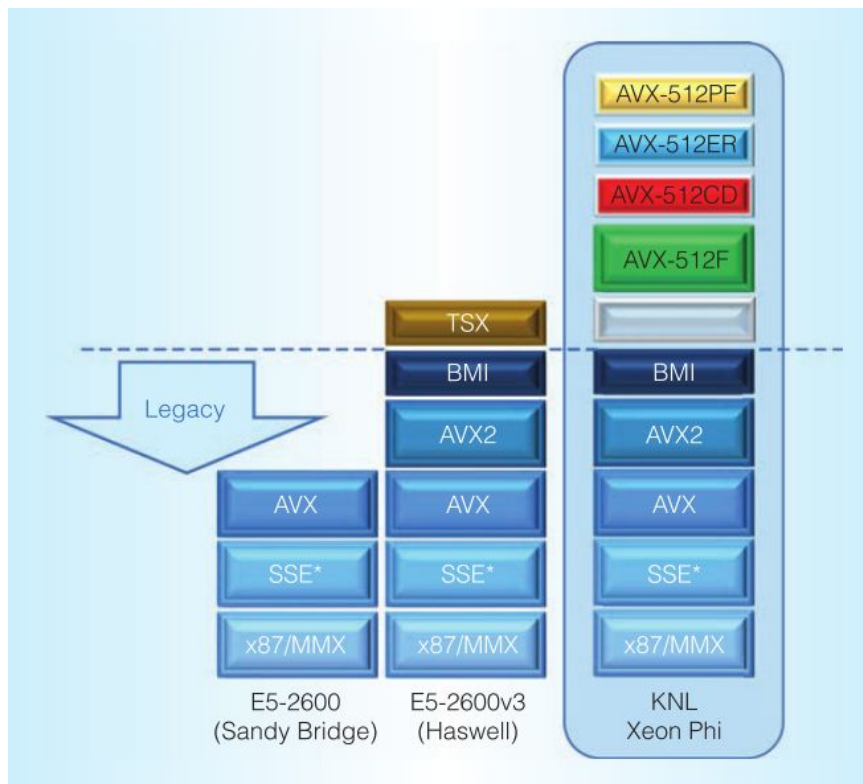 AVX-512PF
AVX-512ER
AVX-512CD
AVX-512F
TSX
BMI
BMI
Legacy
AVX2
AVX2
AVX
AVX
AVX
SSE*
SSE*
SSE*
x87/MMX
x87/MMX
x87/MMX
E5-2600
(Sandy Bridge)
E5-2600v3
(Haswell)
KNL
Xeon Phi